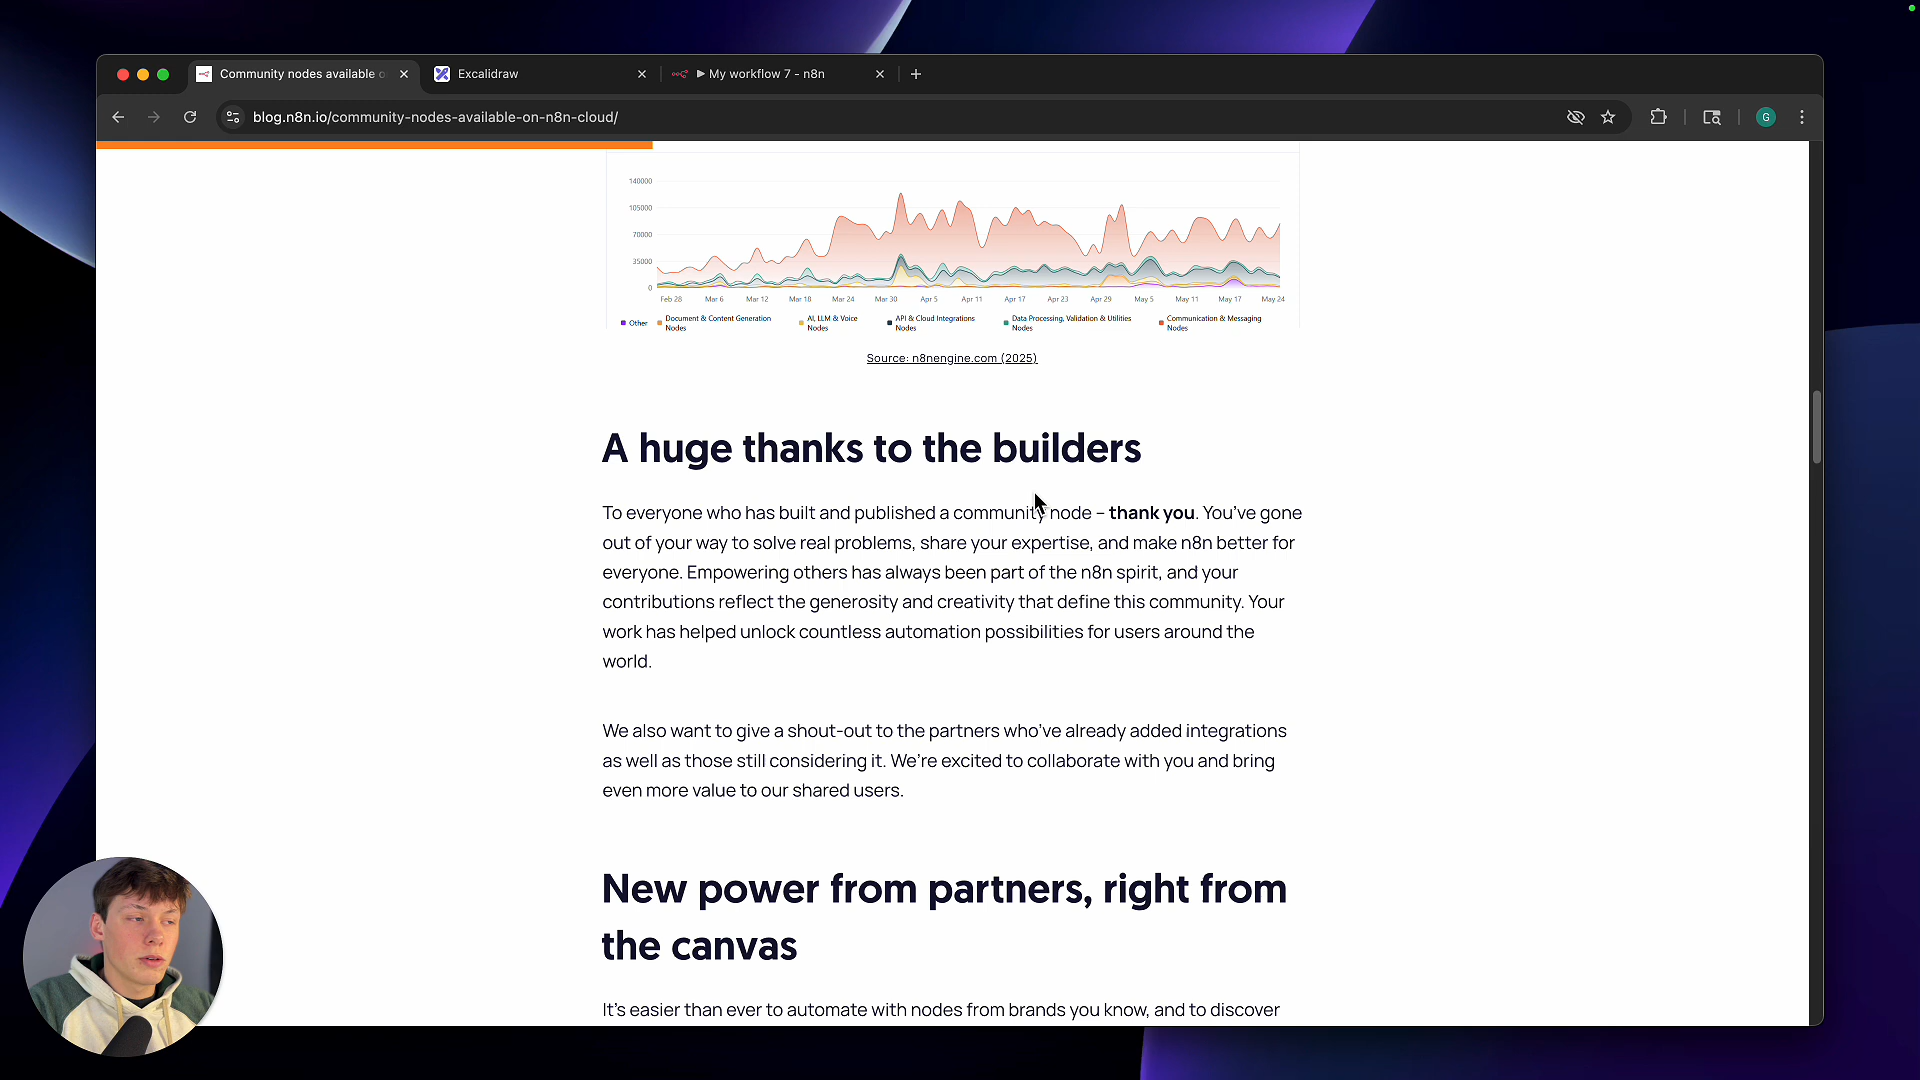 Community nodes available o
Excalidraw
▶ My workflow 7 - n8n
blog.n8n.io/community-nodes-available-on-n8n-cloud/
G
140000
105000
70000
35000
0
Feb 28 Mar 6 Mar 12 Mar 18 Mar 24 Mar 30 Apr 5 Apr 11 Apr 17 Apr 23 Apr 29 May 5 May 11 May 17 May 24
Other
Document & Content Generation
Nodes
AI, LLM & Voice
Nodes
API & Cloud Integrations
Nodes
Data Processing, Validation & Utilities
Nodes
Communication & Messaging
Nodes
Source: n8nengine.com (2025)
A huge thanks to the builders
To everyone who has built and published a community node – thank you. You’ve gone
out of your way to solve real problems, share your expertise, and make n8n better for
everyone. Empowering others has always been part of the n8n spirit, and your
contributions reflect the generosity and creativity that define this community. Your
work has helped unlock countless automation possibilities for users around the
world.
We also want to give a shout-out to the partners who’ve already added integrations
as well as those still considering it. We’re excited to collaborate with you and bring
even more value to our shared users.
New power from partners, right from
the canvas
It’s easier than ever to automate with nodes from brands you know, and to discover